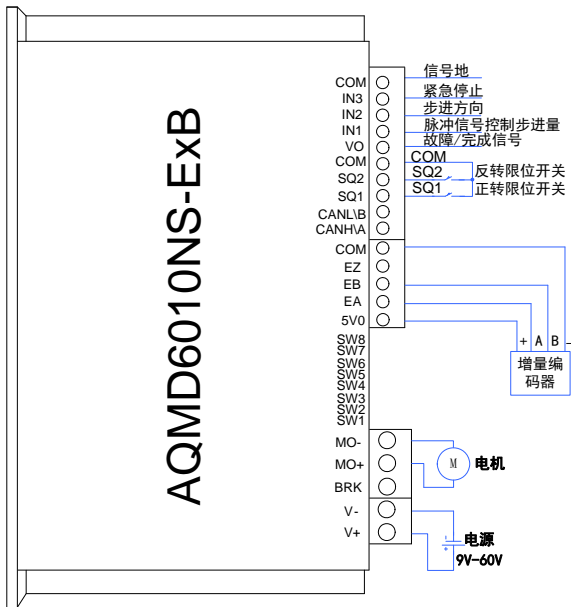 AQMD6010NS-ExB
COM 信号地
IN3 紧急停止
IN2 步进方向
IN1 脉冲信号控制步进量
VO 故障/完成信号
COM COM
SQ2 SQ2 反转限位开关
SQ1 SQ1 正转限位开关
CANL\B
CANH\A
COM
EZ
EB
EA
5V0
+ A B -
增量编
码器
SW8
SW7
SW6
SW5
SW4
SW3
SW2
SW1
MO-
MO+ M 电机
BRK
V-
V+ - + 电源
9V-60V